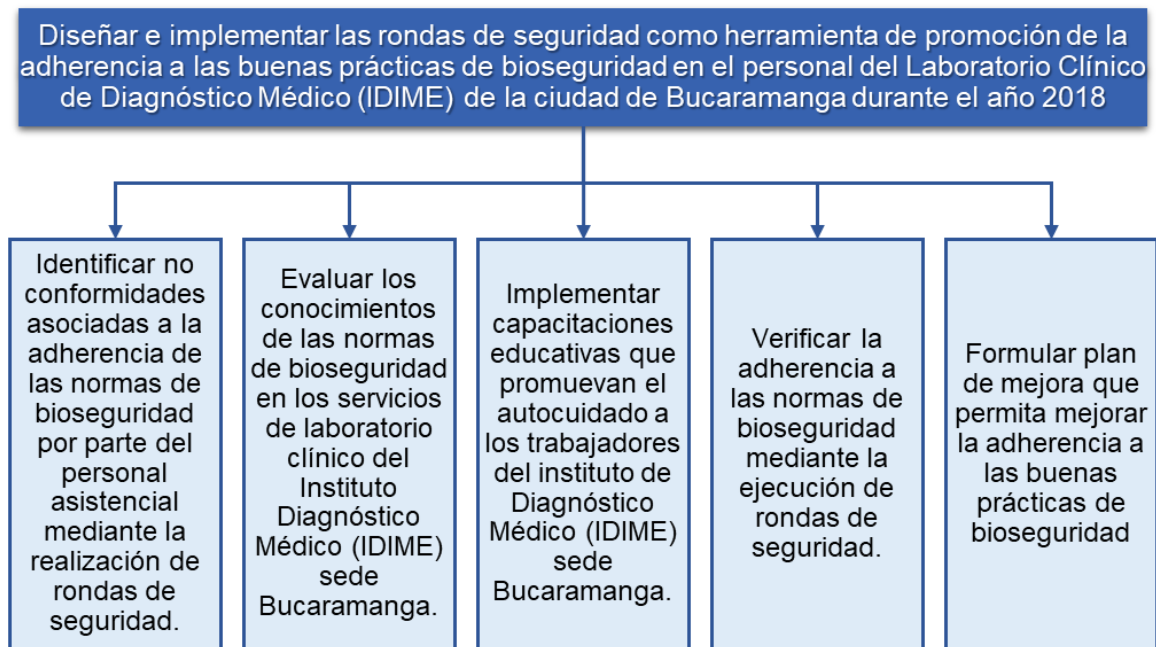 Diseñar e implementar las rondas de seguridad como herramienta de promoción de la
adherencia a las buenas prácticas de bioseguridad en el personal del Laboratorio Clínico
de Diagnóstico Médico (IDIME) de la ciudad de Bucaramanga durante el año 2018
Identificar no
conformidades
asociadas a la
adherencia de
las normas de
bioseguridad
por parte del
personal
asistencial
mediante la
realización de
rondas de
seguridad.
Evaluar los
conocimientos
de las normas
de bioseguridad
en los servicios
de laboratorio
clínico del
Instituto
Diagnóstico
Médico (IDIME)
sede
Bucaramanga.
Implementar
capacitaciones
educativas que
promuevan el
autocuidado a
los trabajadores
del instituto de
Diagnóstico
Médico (IDIME)
sede
Bucaramanga.
Verificar la
adherencia a
las normas de
bioseguridad
mediante la
ejecución de
rondas de
seguridad.
Formular plan
de mejora que
permita mejorar
la adherencia a
las buenas
prácticas de
bioseguridad